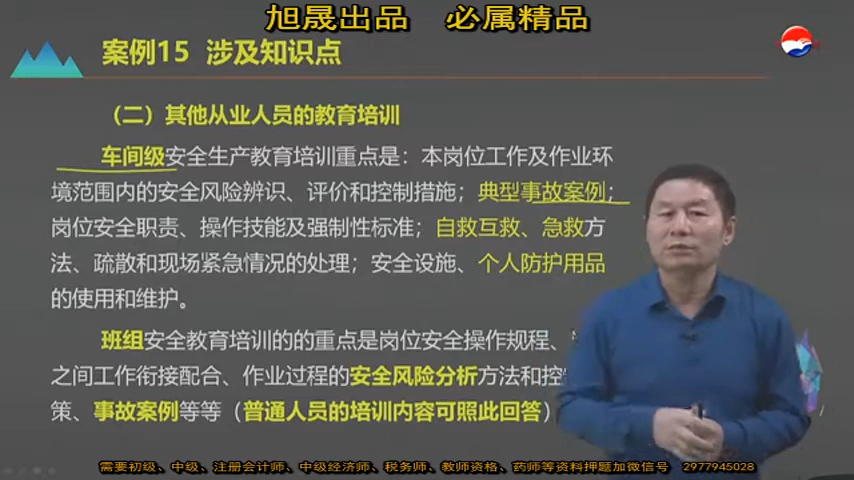 旭晟出品 必属精品
案例15 涉及知识点
（二）其他从业人员的教育培训
车间级安全生产教育培训重点是：本岗位工作及作业环
境范围内的安全风险辨识、评价和控制措施；典型事故案例；
岗位安全职责、操作技能及强制性标准；自救互救、急救方
法、疏散和现场紧急情况的处理；安全设施、个人防护用品
的使用和维护。
班组安全教育培训的的重点是岗位安全操作规程、
之间工作衔接配合、作业过程的安全风险分析方法和控
策、事故案例等等（普通人员的培训内容可照此回答）
需要初级、中级、注册会计师、中级经济师、税务师、教师资格、药师等资料押题加微信号 2977945028